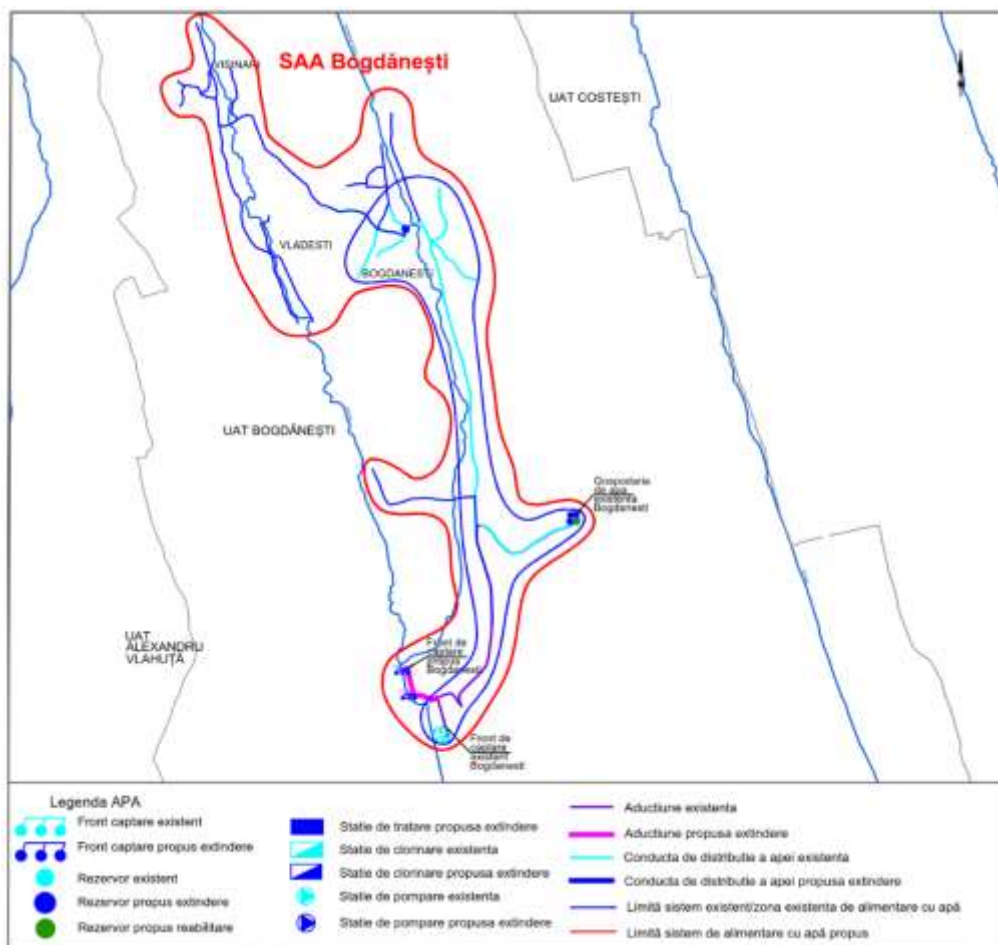 VISINARI
SAA Bogdănești
UAT COSTEȘTI
VLADESTI
BOGDANESTI
UAT BOGDĂNEȘTI
Gospodaria
de apa
existenta
Bogdanesti
UAT
ALEXANDRU
VLAHUȚĂ
Front de
captare
propus
Bogdanesti
Front de
captare
existent
Bogdanesti
Legenda APA
Front captare existent
Front captare propus extindere
Rezervor existent
Rezervor propus extindere
Rezervor propus reabilitare
Statie de tratare propusa extindere
Statie de clorinare existenta
Statie de clorinare propusa extindere
Statie de pompare existenta
Statie de pompare propusa extindere
Aductiune existenta
Aductiune propusa extindere
Conducta de distributie a apei existenta
Conducta de distributie a apei propusa extindere
Limită sistem existent/zona existenta de alimentare cu apă
Limită sistem de alimentare cu apă propus